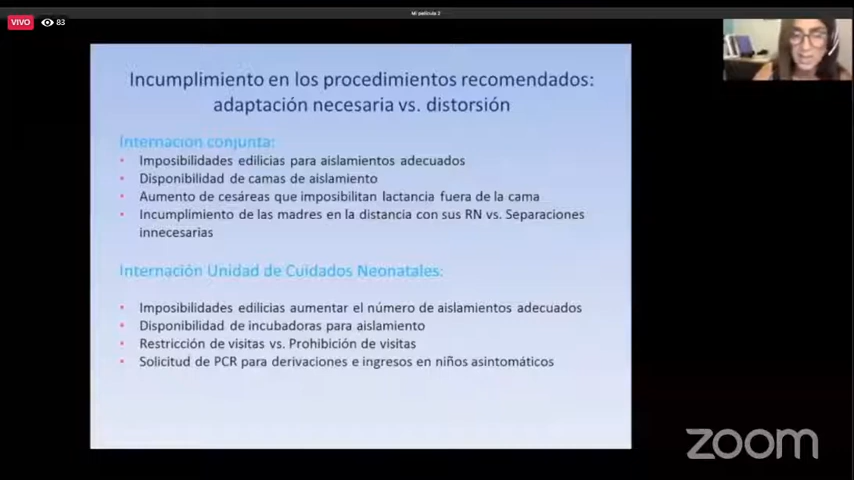 Mi película 2
VIVO 83
Incumplimiento en los procedimientos recomendados:
adaptación necesaria vs. distorsión
Internación conjunta:
• Imposibilidades edilicias para aislamientos adecuados
• Disponibilidad de camas de aislamiento
• Aumento de cesáreas que imposibilitan lactancia fuera de la cama
• Incumplimiento de las madres en la distancia con sus RN vs. Separaciones
innecesarias
Internación Unidad de Cuidados Neonatales:
• Imposibilidades edilicias aumentar el número de aislamientos adecuados
• Disponibilidad de incubadoras para aislamiento
• Restricción de visitas vs. Prohibición de visitas
• Solicitud de PCR para derivaciones e ingresos en niños asintomáticos
zoom